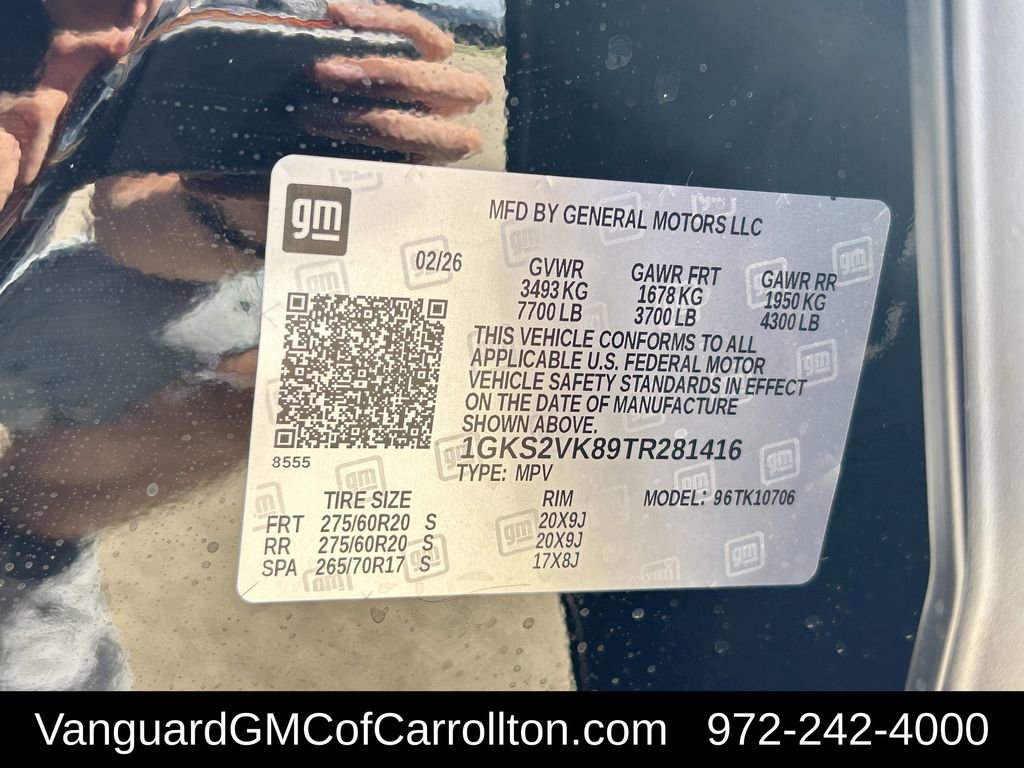 gm
MFD BY GENERAL MOTORS LLC
02/26
GVWR GAWR FRT GAWR RR
3493 KG 1678 KG 1950 KG
7700 LB 3700 LB 4300 LB
THIS VEHICLE CONFORMS TO ALL
APPLICABLE U.S. FEDERAL MOTOR
VEHICLE SAFETY STANDARDS IN EFFECT
ON THE DATE OF MANUFACTURE
SHOWN ABOVE.
1GKS2VK89TR281416
8555
TYPE: MPV
TIRE SIZE RIM MODEL: 96TK10706
FRT 275/60R20 S 20X9J
RR 275/60R20 S 20X9J
SPA 265/70R17 S 17X8J
VanguardGMCofCarrollton.com 972-242-4000